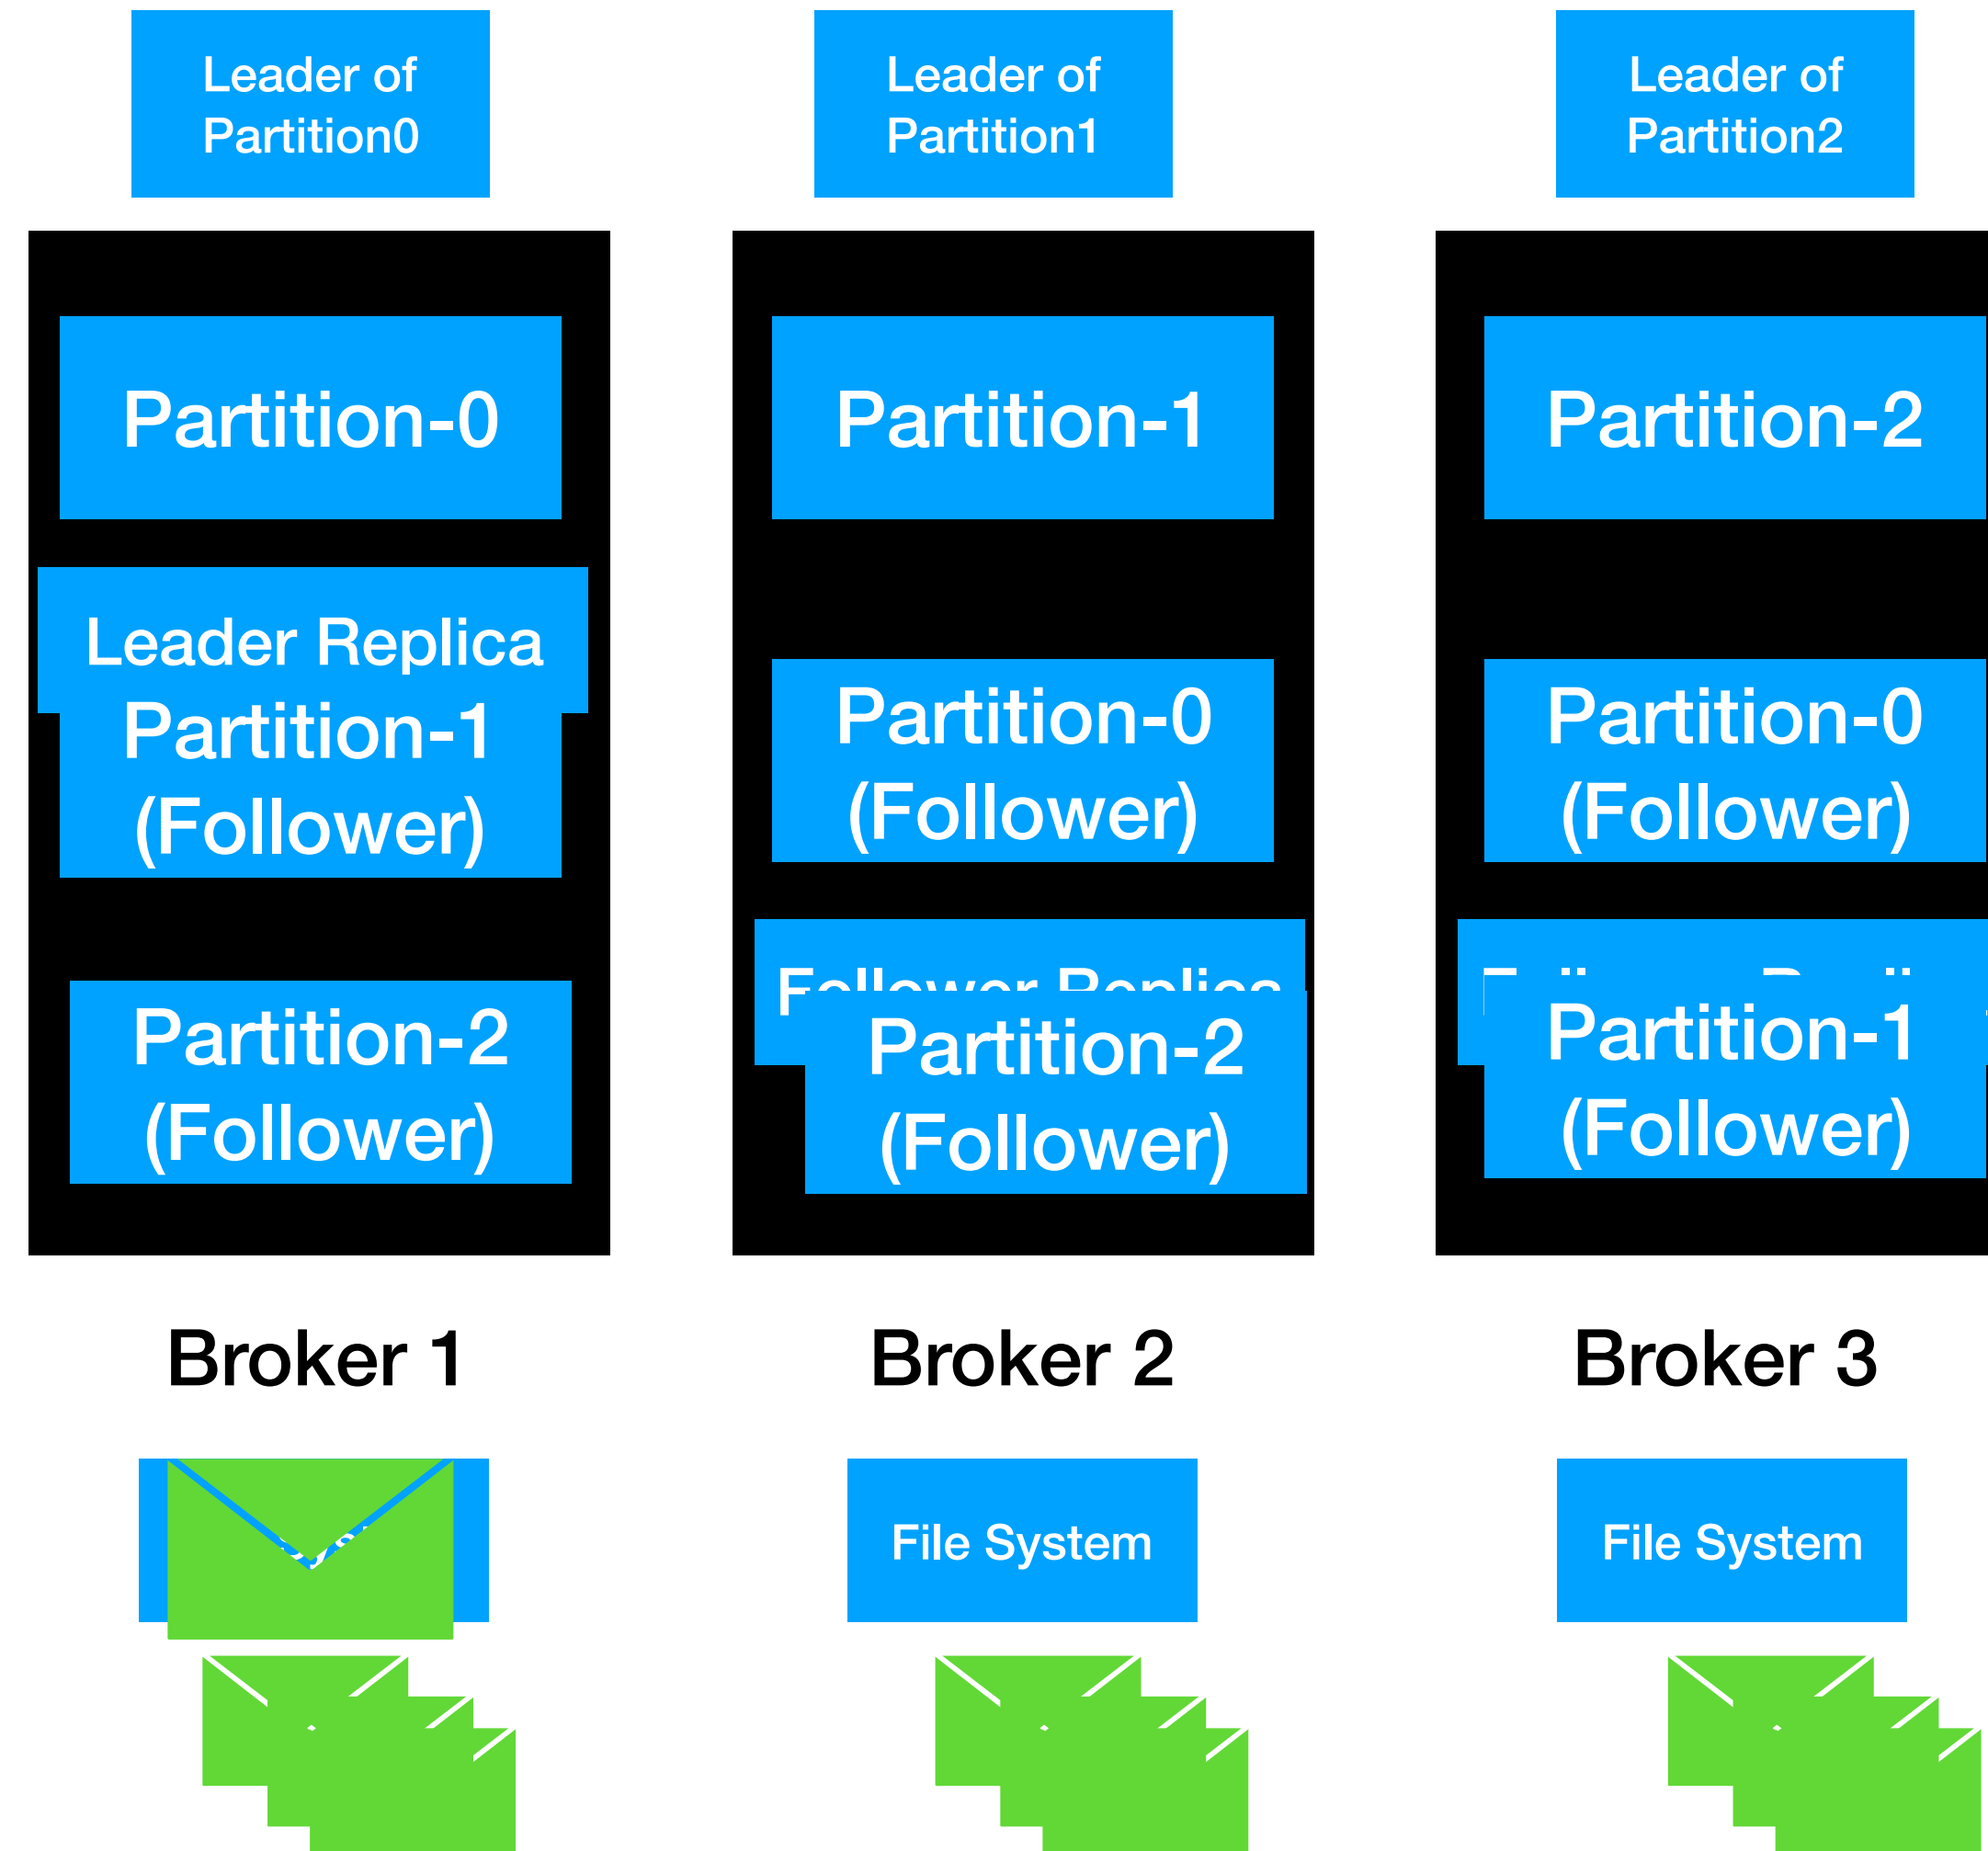 Leader of
Partition0
Leader of
Partition1
Leader of
Partition2
Partition-0
Partition-1
Partition-2
Leader Replica
Partition-1
(Follower)
Partition-0
(Follower)
Partition-0
(Follower)
Partition-2
(Follower)
Follower Replica
Partition-2
(Follower)
Partition-1
(Follower)
Broker 1
Broker 2
Broker 3
File System
File System